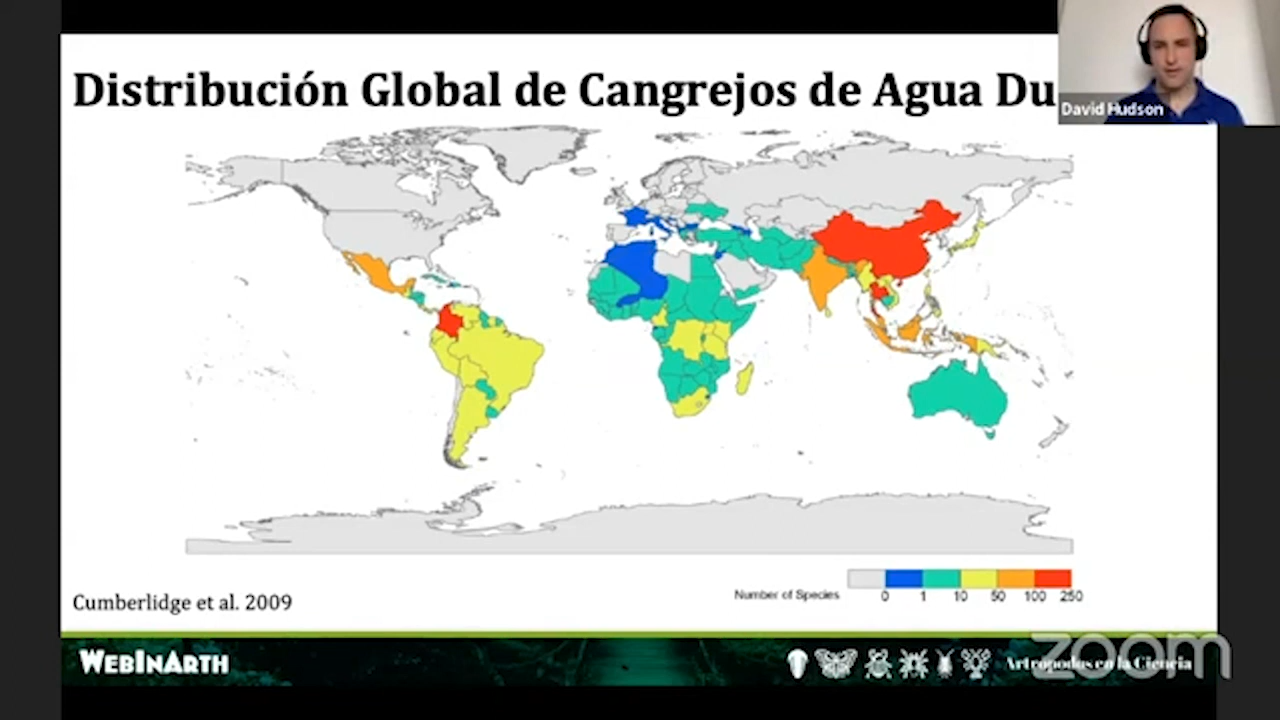 Distribución Global de Cangrejos de Agua Du
David Hudson
Number of Species
0 1 10 50 100 250
Cumberlidge et al. 2009
WEBINARTH
Artropodos en la Ciencia
zoom